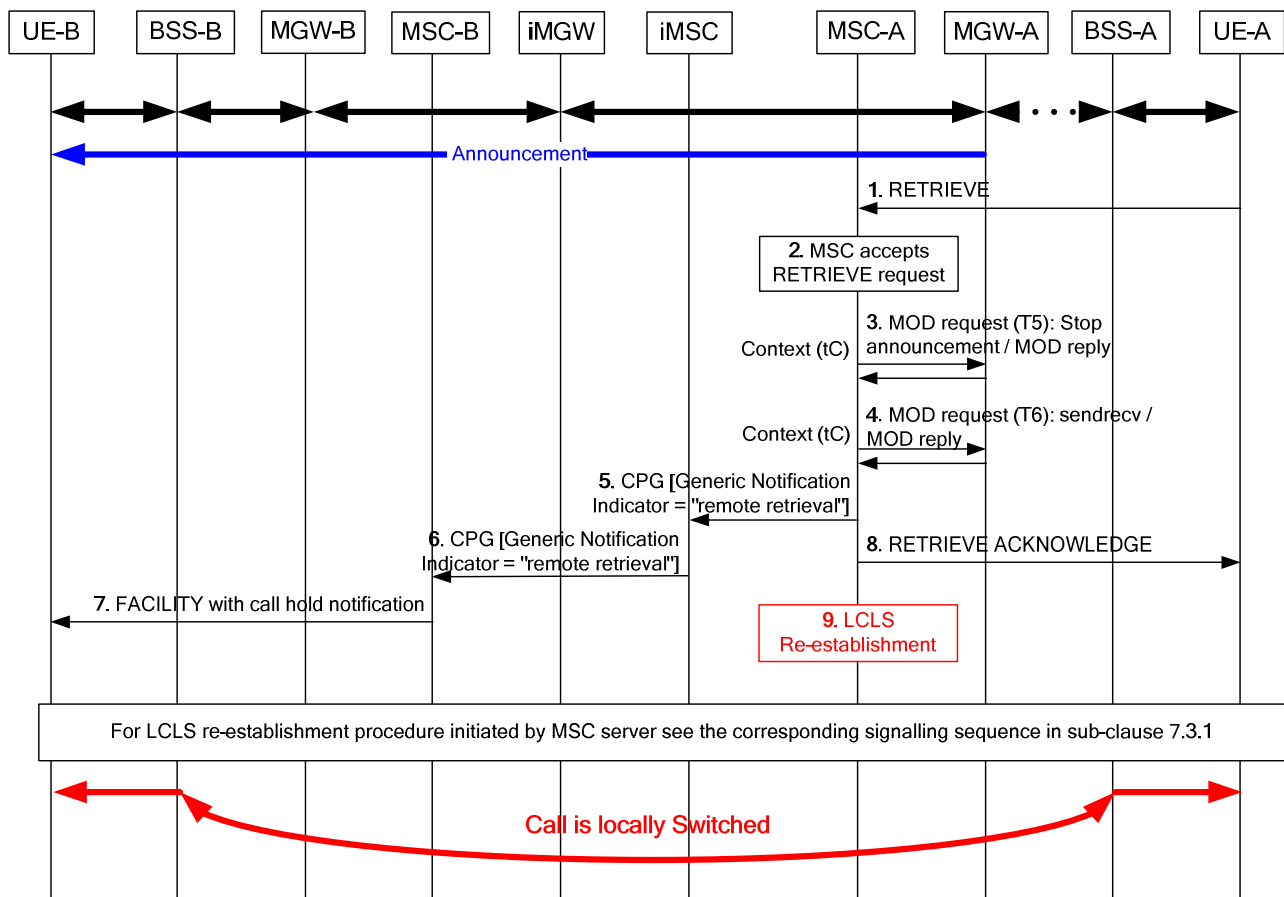 UE-B BSS-B MGW-B MSC-B iMGW iMSC MSC-A MGW-A BSS-A UE-A
Announcement
1. RETRIEVE
2. MSC accepts
RETRIEVE request
3. MOD request (T5): Stop
announcement / MOD reply
Context (tC)
4. MOD request (T6): sendrecv /
MOD reply
Context (tC)
5. CPG [Generic Notification
Indicator = "remote retrieval"]
6. CPG [Generic Notification
Indicator = "remote retrieval"]
8. RETRIEVE ACKNOWLEDGE
7. FACILITY with call hold notification
9. LCLS
Re-establishment
For LCLS re-establishment procedure initiated by MSC server see the corresponding signalling sequence in sub-clause 7.3.1
Call is locally Switched